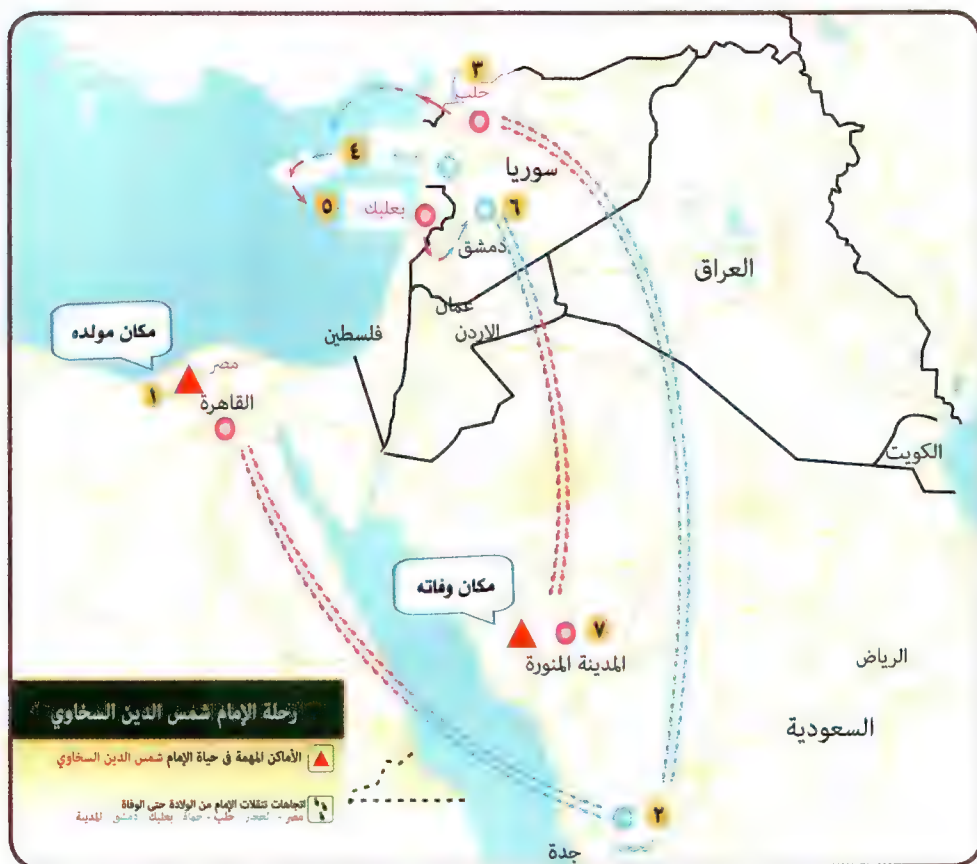 ٣
حلب
٤
سوريا
٥
بعلبك
٦
دمشق
العراق
عمان
الاردن
فلسطين
مكان مولده
مصر
١
القاهرة
الكويت
مكان وفاته
٧
المدينة المنورة
الرياض
السعودية
رحلة الإمام شمس الدين السخاوي
الأماكن المهمة في حياة الإمام شمس الدين السخاوي
اتجاهات تنقلات الإمام من الولادة حتى الوفاة
مصر - حلب - حماة بعلبك دمشق المدينة
٢
جدة